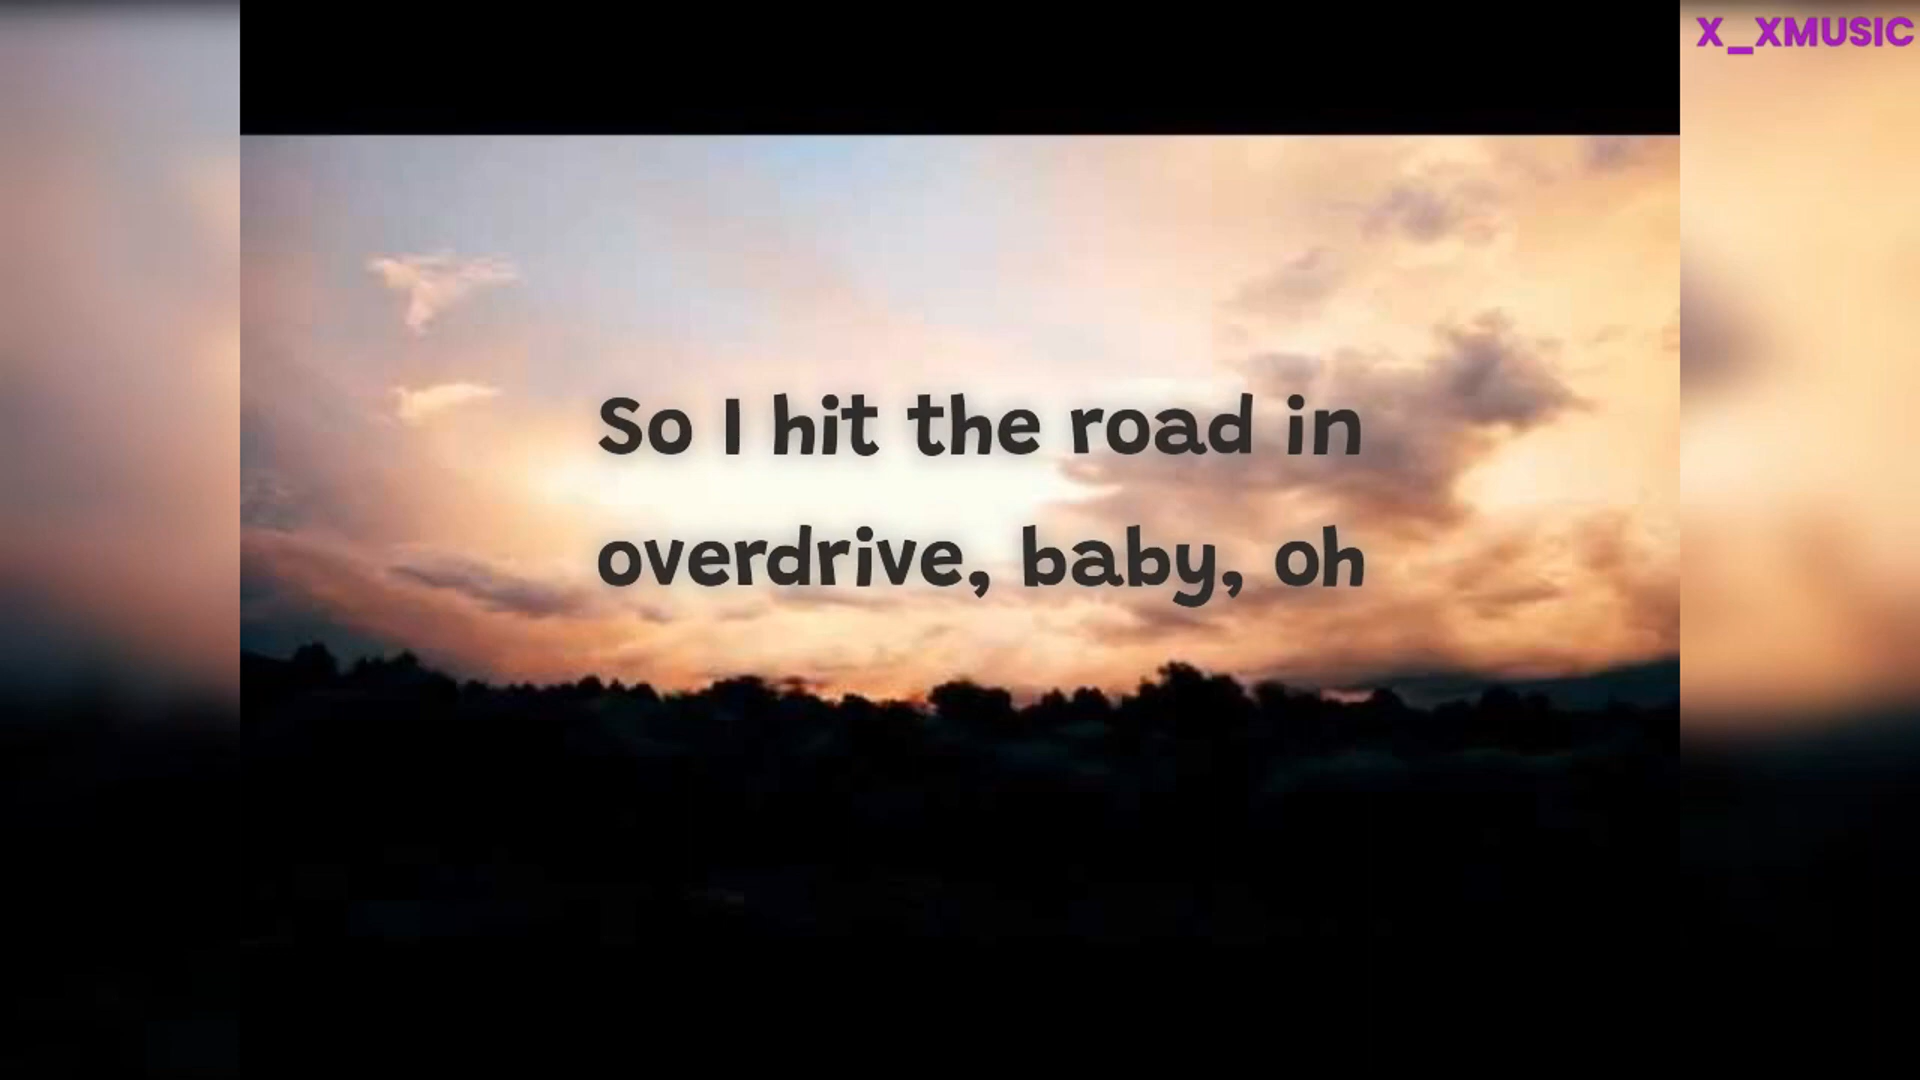 X_XMUSIC
So I hit the road in
overdrive, baby, oh